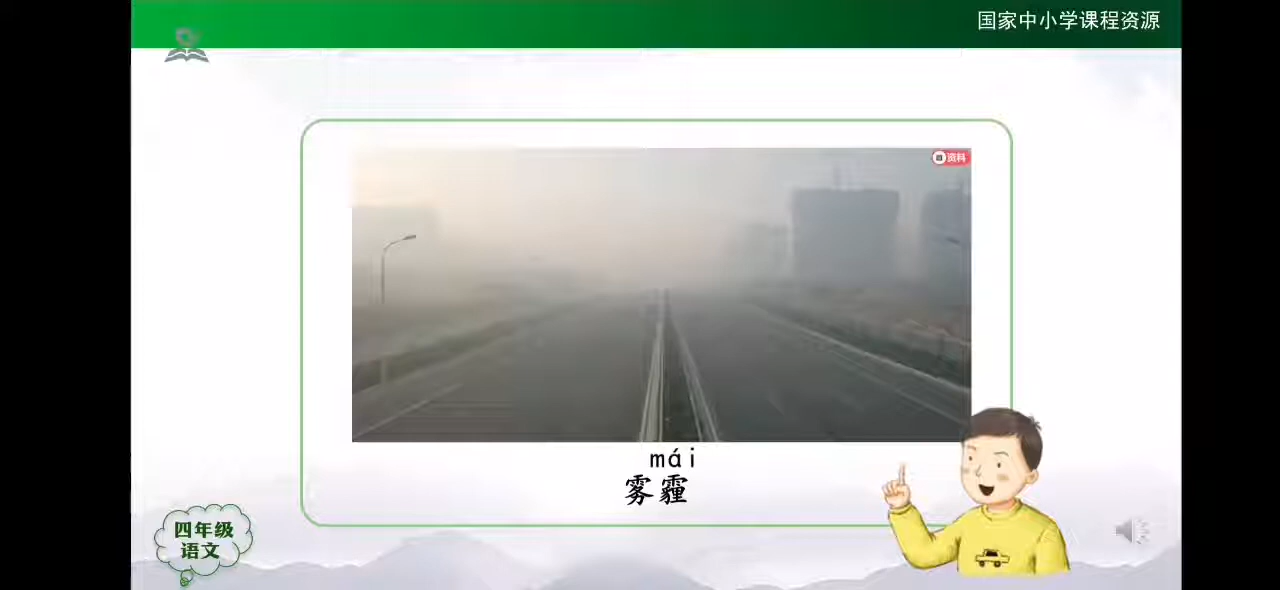 国家中小学课程资源
资料
mái
雾霾
四年级
语文